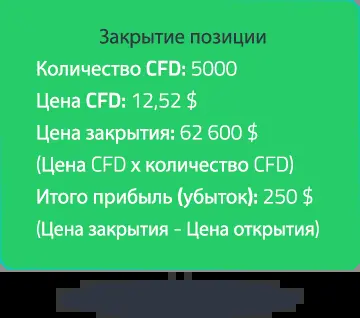 Закрытие позиции
Количество CFD: 5000
Цена CFD: 12,52 $
Цена закрытия: 62 600 $
(Цена CFD x количество CFD)
Итого прибыль (убыток): 250 $
(Цена закрытия - Цена открытия)